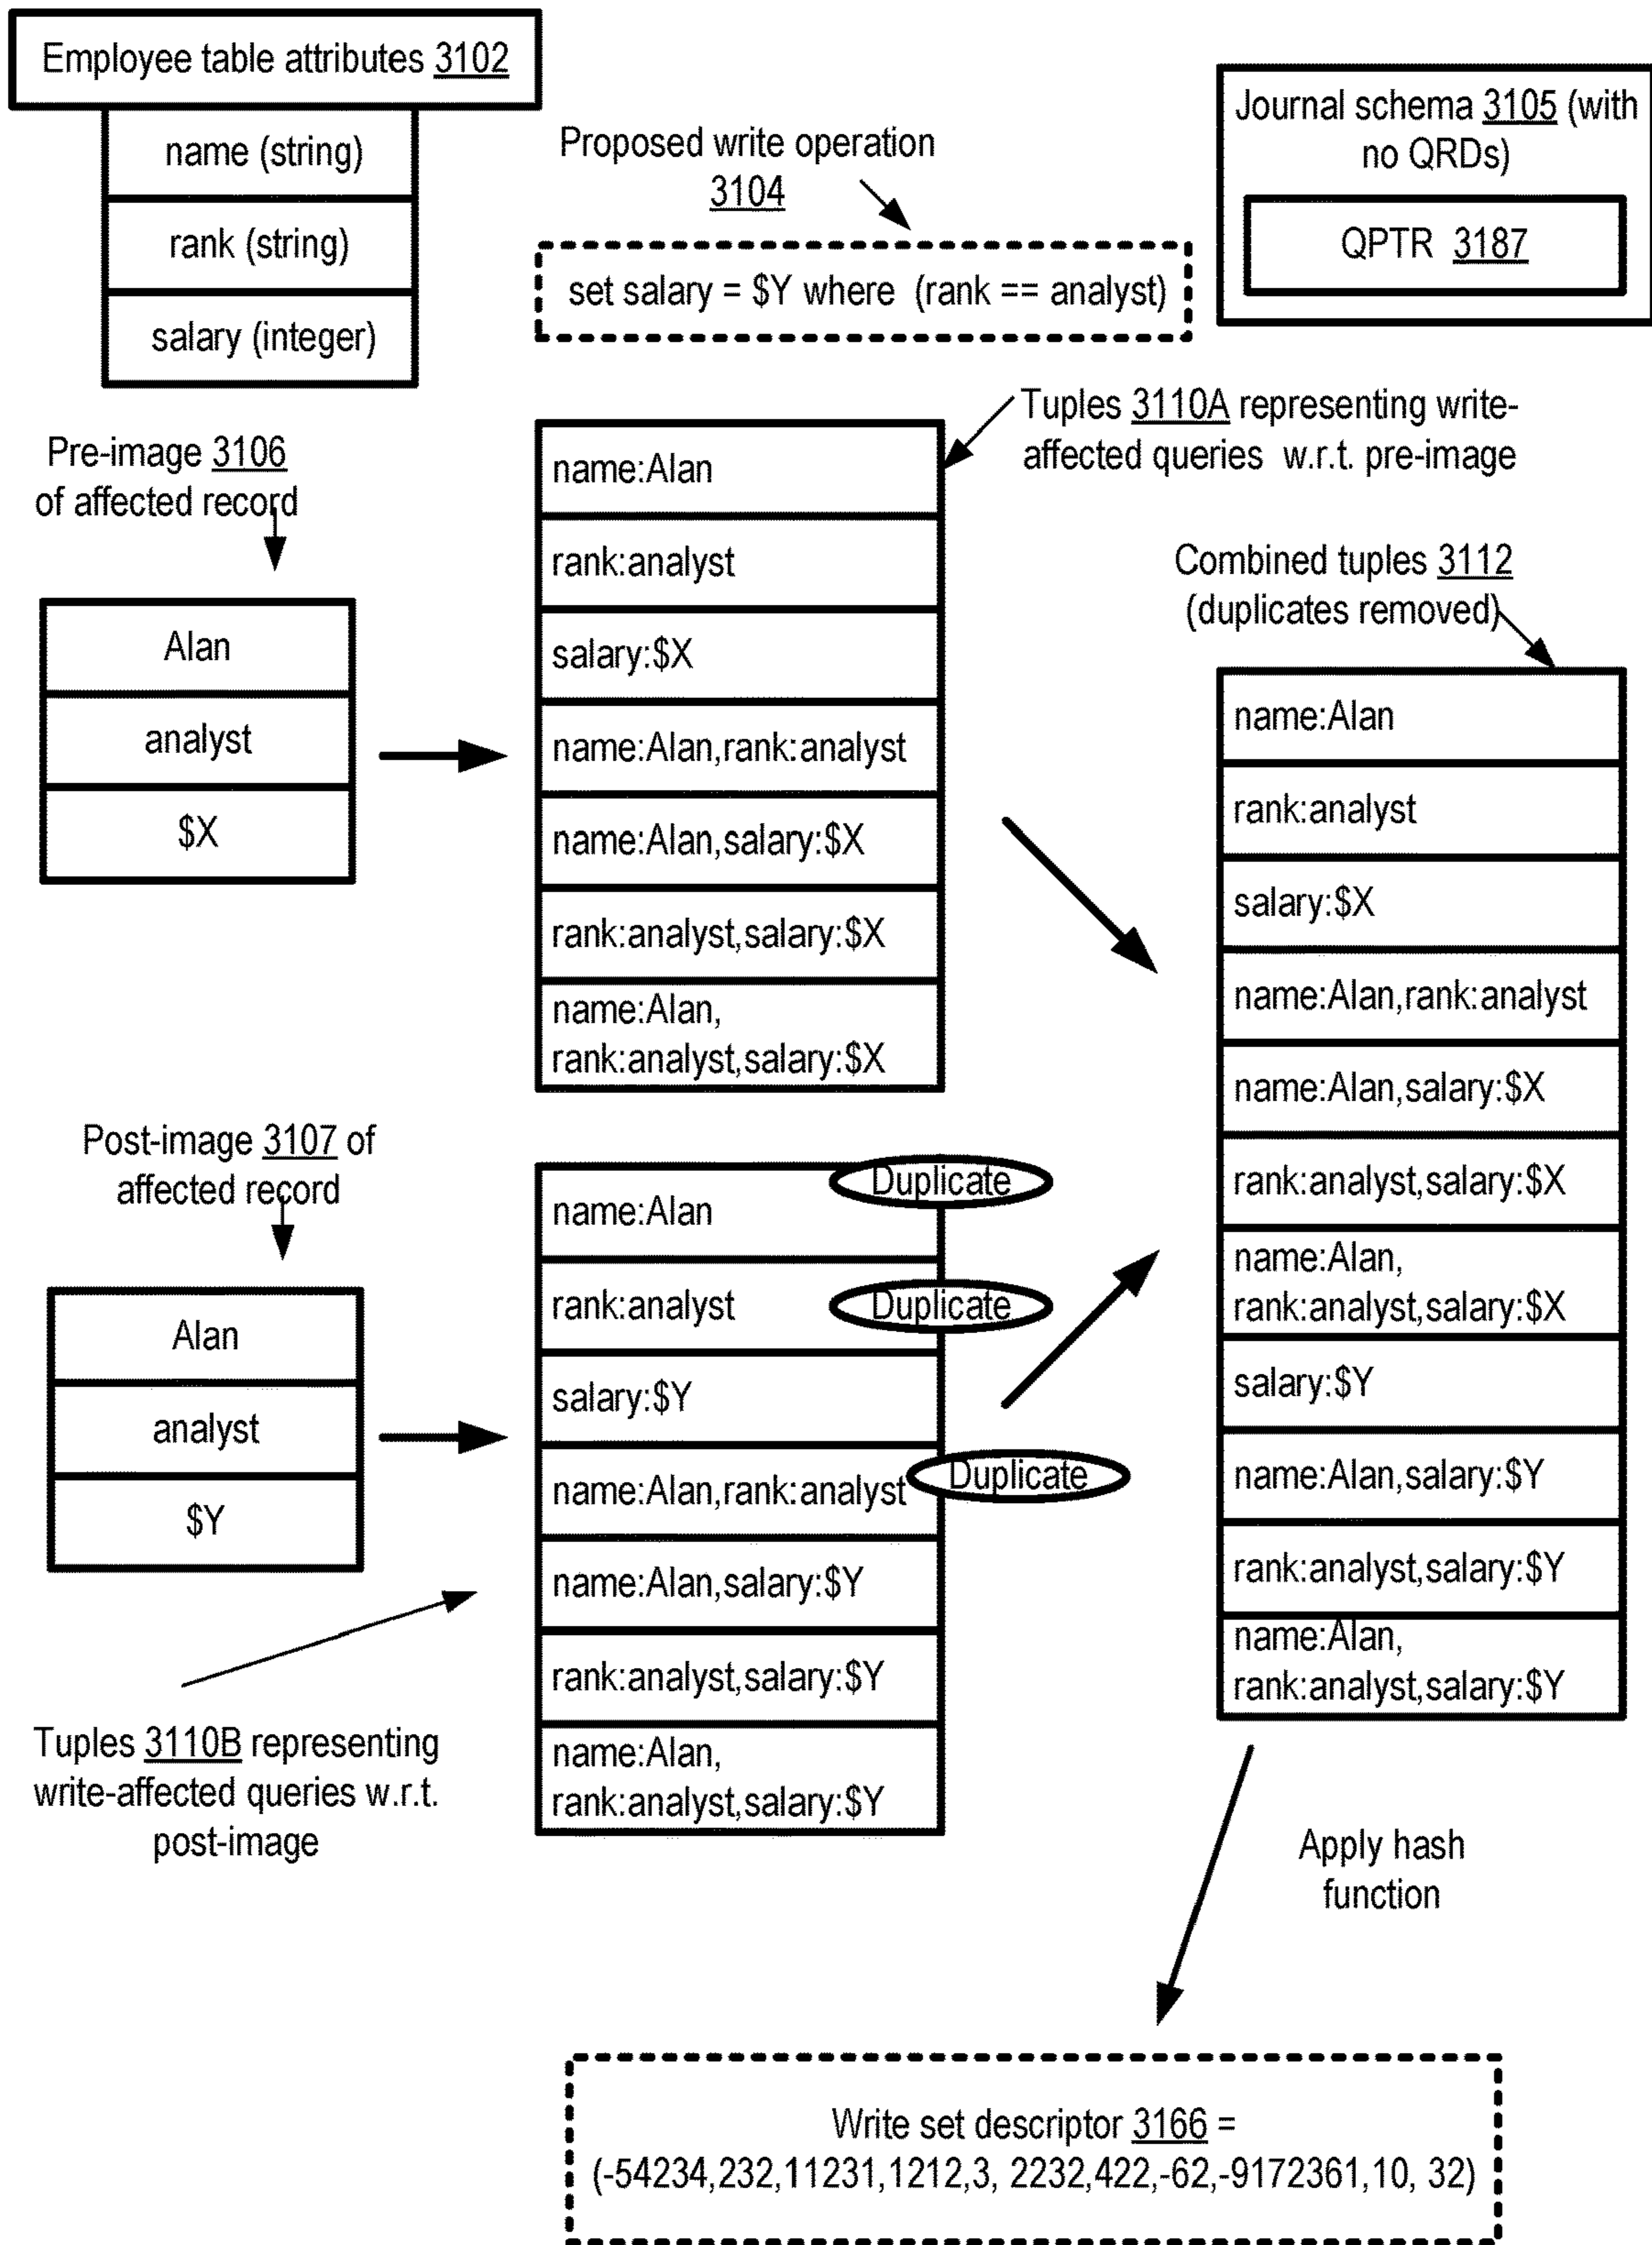 Employee table attributes 3102
name (string)
rank (string)
salary (integer)
Proposed write operation
3104
set salary = $Y where (rank == analyst)
Journal schema 3105 (with
no QRDs)
QPTR 3187
Pre-image 3106
of affected record
Alan
analyst
$X
Tuples 3110A representing write-
affected queries w.r.t. pre-image
name:Alan
rank:analyst
salary:$X
name:Alan,rank:analyst
name:Alan,salary:$X
rank:analyst,salary:$X
name:Alan,
rank:analyst,salary:$X
Combined tuples 3112
(duplicates removed)
name:Alan
rank:analyst
salary:$X
name:Alan,rank:analyst
name:Alan,salary:$X
rank:analyst,salary:$X
name:Alan,
rank:analyst,salary:$X
salary:$Y
name:Alan,salary:$Y
rank:analyst,salary:$Y
name:Alan,
rank:analyst,salary:$Y
Post-image 3107 of
affected record
Alan
analyst
$Y
name:Alan
Duplicate
rank:analyst
Duplicate
salary:$Y
name:Alan,rank:analyst
Duplicate
name:Alan,salary:$Y
rank:analyst,salary:$Y
name:Alan,
rank:analyst,salary:$Y
Tuples 3110B representing
write-affected queries w.r.t.
post-image
Apply hash
function
Write set descriptor 3166 =
(-54234,232,11231,1212,3, 2232,422,-62,-9172361,10, 32)